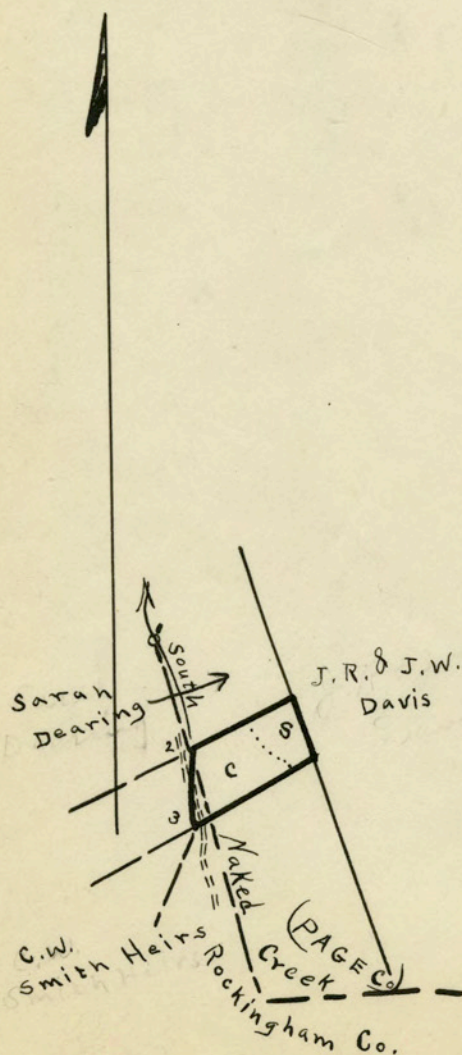 South
J.R. & J.W.
Davis
Sarah
Dearing
2
S
C
3
Naked
Creek
(PAGE Co.)
C.W.
Smith Heirs
Rockingham Co.